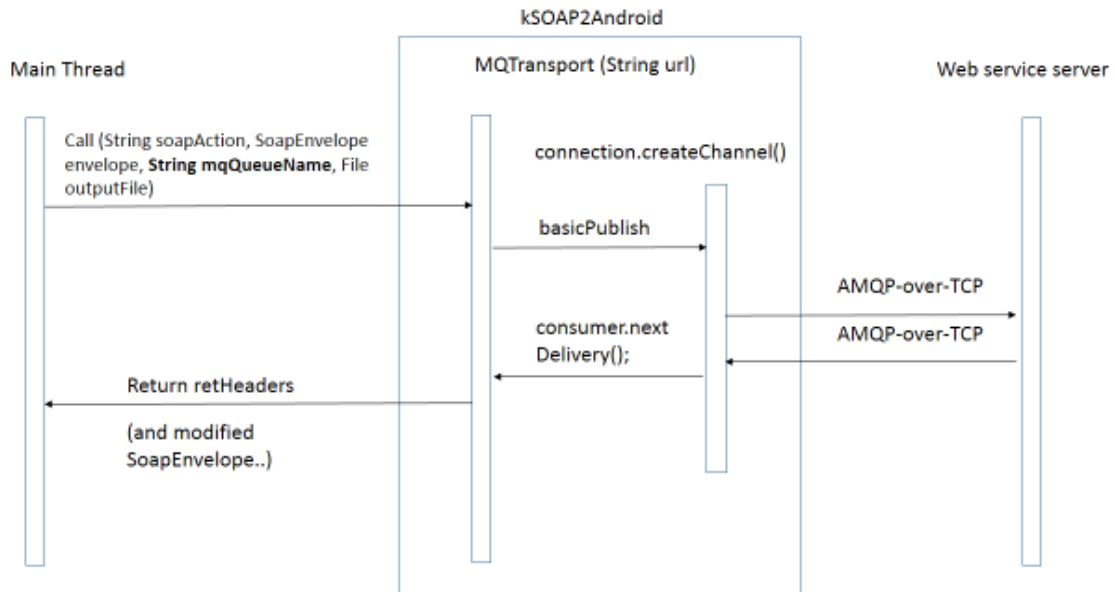 kSOAP2Android
Main Thread
MQTransport (String url)
Web service server
Call (String soapAction, SoapEnvelope
envelope, String mqQueueName, File
outputFile)
connection.createChannel()
basicPublish
AMQP-over-TCP
AMQP-over-TCP
consumer.next
Delivery();
Return retHeaders
(and modified
SoapEnvelope..)